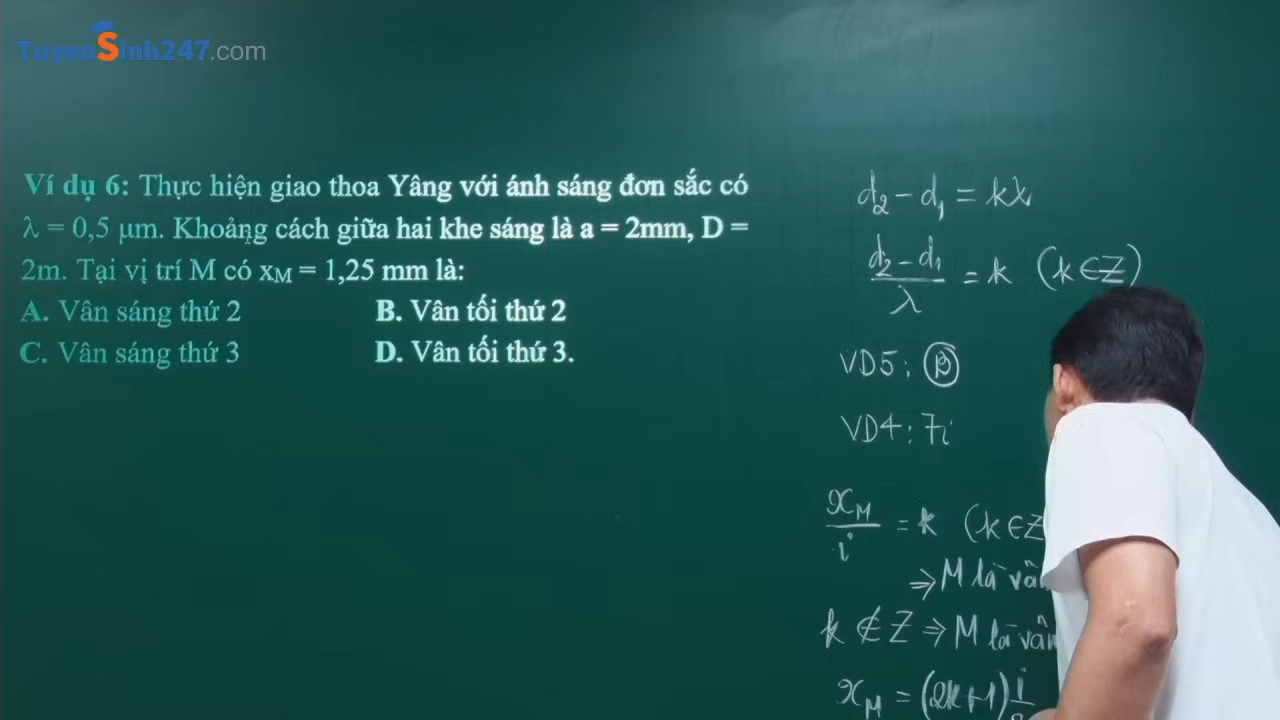 TuyenSinh247.com
Ví dụ 6: Thực hiện giao thoa Yâng với ánh sáng đơn sắc có
λ = 0,5 μm. Khoảng cách giữa hai khe sáng là a = 2mm, D =
2m. Tại vị trí M có xM = 1,25 mm là:
A. Vân sáng thứ 2 B. Vân tối thứ 2
C. Vân sáng thứ 3 D. Vân tối thứ 3.
d2 - d1 = kλ
(d2 - d1)/λ = k (k ∈ Z)
VD5: B
VD4: 7i
xM/i = k (k ∈ Z
⇒ M là vân
k ∉ Z ⇒ M là vân
xM = (2k+1) i/2